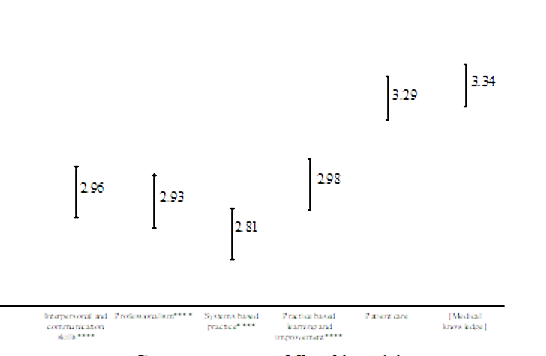 3.34
3.29
2.98
2.96
2.93
2.81
Interpersonal and Professionalism**** Systems based Practice based Patient care [Medical
communication practice**** learning and knowledge]
skills**** improvement****